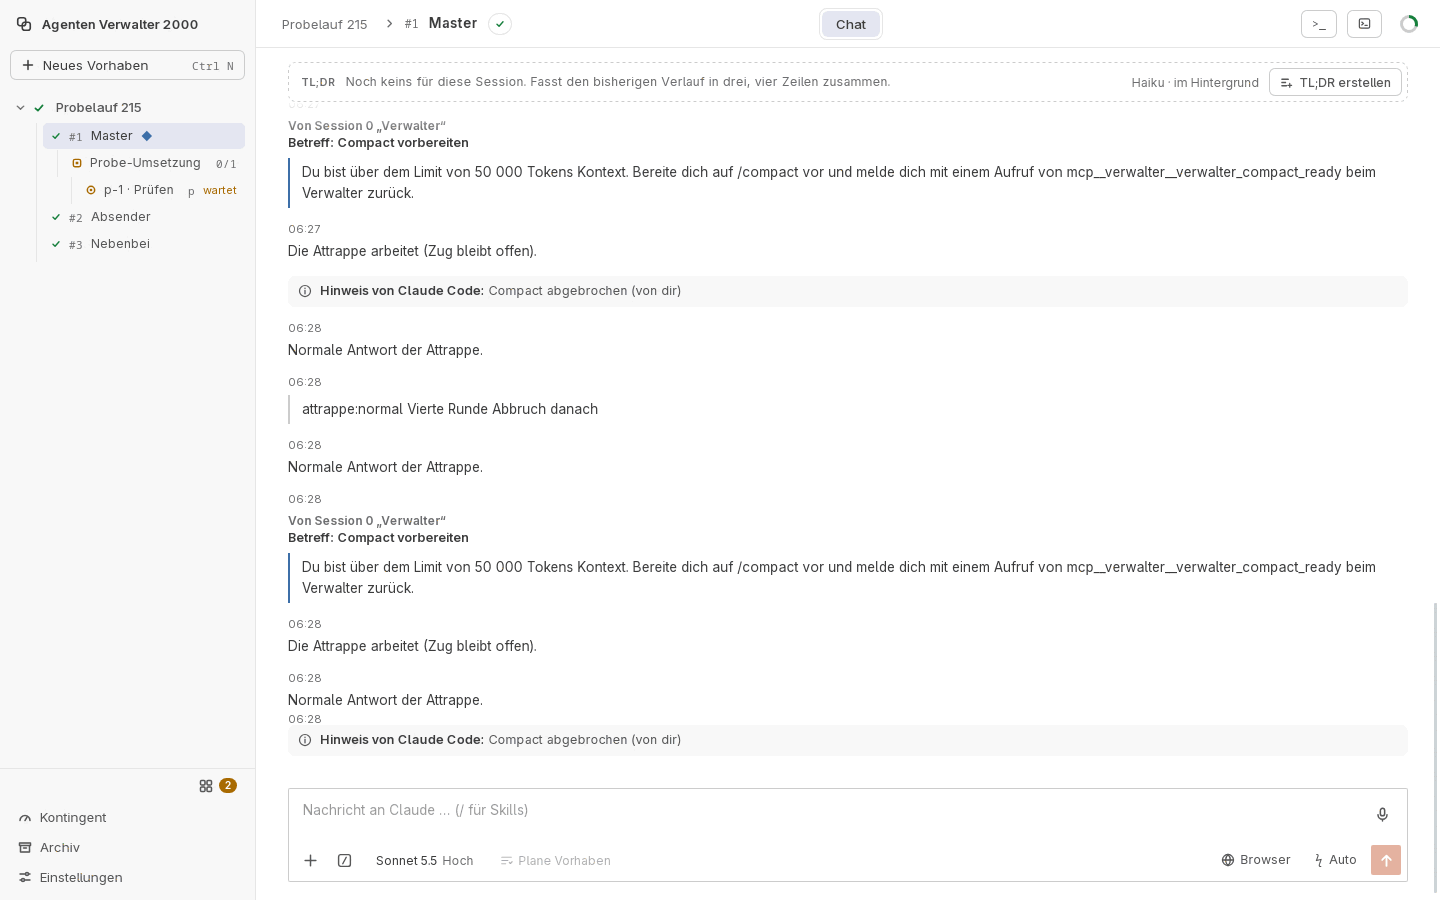 Agenten Verwalter 2000
Neues Vorhaben Ctrl N
Probelauf 215
#1 Master
Probe-Umsetzung 0/1
p-1 · Prüfen p wartet
#2 Absender
#3 Nebenbei
2
Kontingent
Archiv
Einstellungen
Probelauf 215 > #1 Master
Chat
>_
TL;DR Noch keins für diese Session. Fasst den bisherigen Verlauf in drei, vier Zeilen zusammen. Haiku · im Hintergrund TL;DR erstellen
Von Session 0 „Verwalter“
Betreff: Compact vorbereiten
Du bist über dem Limit von 50 000 Tokens Kontext. Bereite dich auf /compact vor und melde dich mit einem Aufruf von mcp__verwalter__verwalter_compact_ready beim
Verwalter zurück.
06:27
Die Attrappe arbeitet (Zug bleibt offen).
Hinweis von Claude Code: Compact abgebrochen (von dir)
06:28
Normale Antwort der Attrappe.
06:28
attrappe:normal Vierte Runde Abbruch danach
06:28
Normale Antwort der Attrappe.
06:28
Von Session 0 „Verwalter“
Betreff: Compact vorbereiten
Du bist über dem Limit von 50 000 Tokens Kontext. Bereite dich auf /compact vor und melde dich mit einem Aufruf von mcp__verwalter__verwalter_compact_ready beim
Verwalter zurück.
06:28
Die Attrappe arbeitet (Zug bleibt offen).
06:28
Normale Antwort der Attrappe.
06:28
Hinweis von Claude Code: Compact abgebrochen (von dir)
Nachricht an Claude … (/ für Skills)
Sonnet 5.5 Hoch Plane Vorhaben Browser Auto